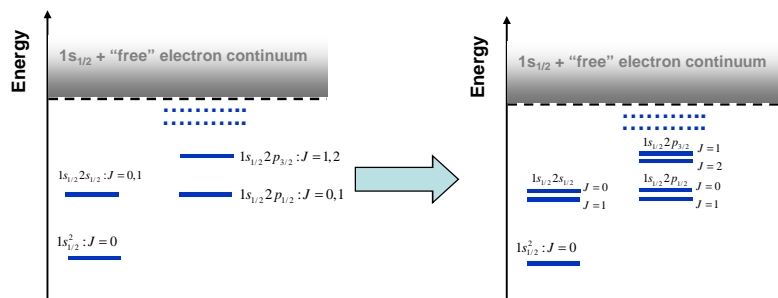 Energy
1s1/2 + “free” electron continuum
1s1/2 2p3/2 : J = 1, 2
1s1/2 2s1/2 : J = 0,1
1s1/2 2p1/2 : J = 0,1
1s²1/2 : J = 0
Energy
1s1/2 + “free” electron continuum
1s1/2 2p3/2
J = 1
J = 2
1s1/2 2s1/2
J = 0
J = 1
1s1/2 2p1/2
J = 0
J = 1
1s²1/2 : J = 0